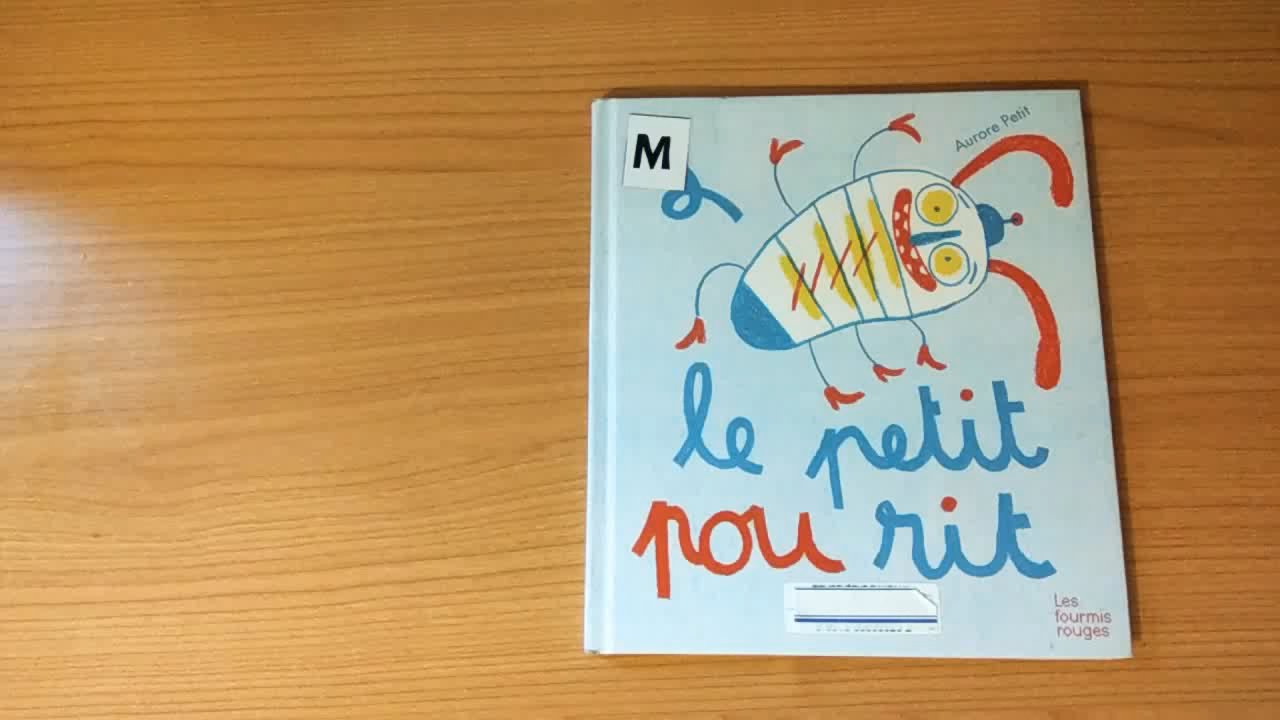 M
Aurore Petit
le petit
pou rit
Les
fourmis
rouges